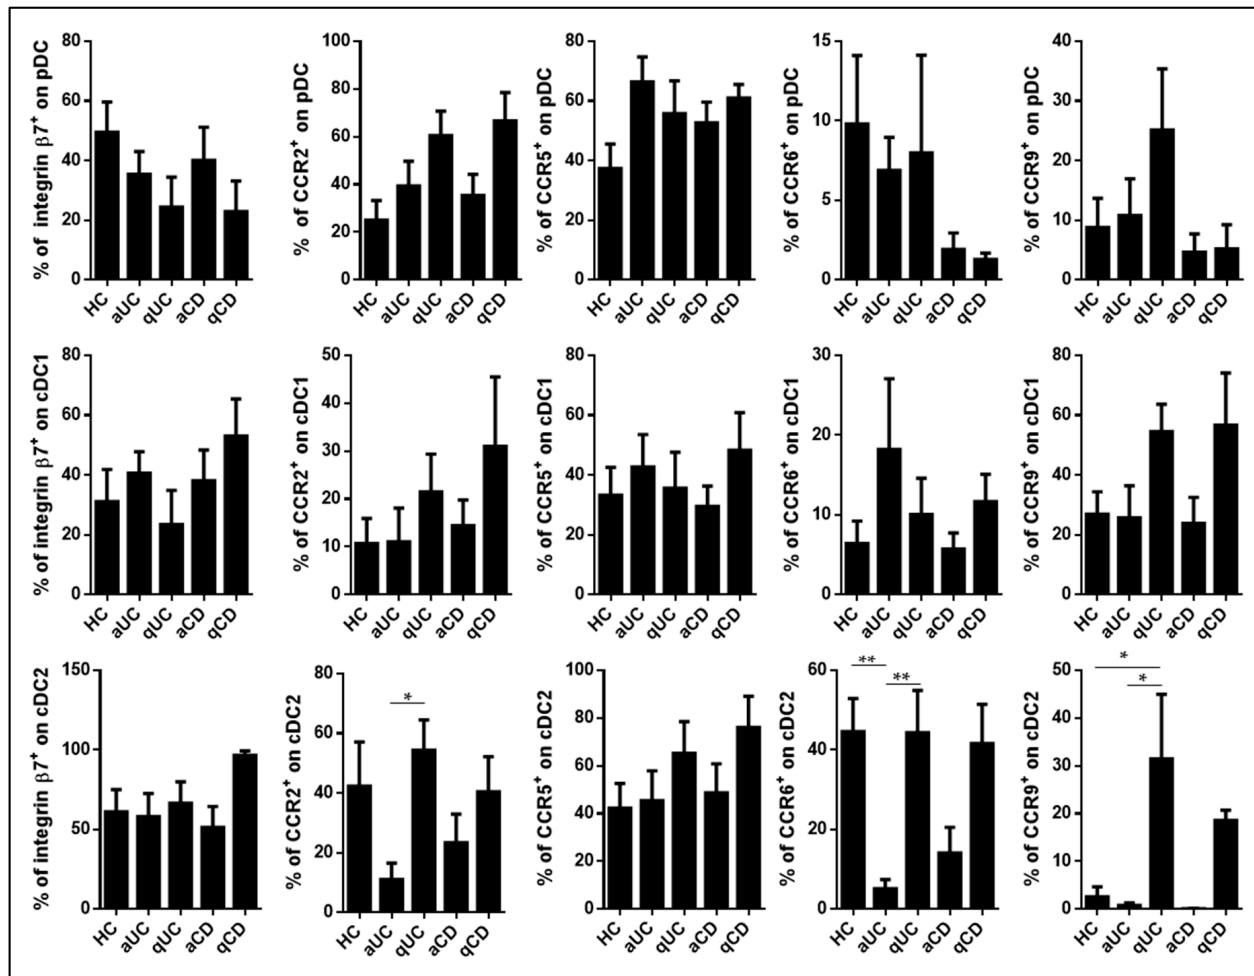 % of integrin β7⁺ on pDC
80
60
40
20
0
HC
aUC
qUC
aCD
qCD
% of CCR2⁺ on pDC
100
80
60
40
20
0
HC
aUC
qUC
aCD
qCD
% of CCR5⁺ on pDC
80
60
40
20
0
HC
aUC
qUC
aCD
qCD
% of CCR6⁺ on pDC
15
10
5
0
HC
aUC
qUC
aCD
qCD
% of CCR9⁺ on pDC
40
30
20
10
0
HC
aUC
qUC
aCD
qCD
% of integrin β7⁺ on cDC1
80
60
40
20
0
HC
aUC
qUC
aCD
qCD
% of CCR2⁺ on cDC1
50
40
30
20
10
0
HC
aUC
qUC
aCD
qCD
% of CCR5⁺ on cDC1
80
60
40
20
0
HC
aUC
qUC
aCD
qCD
% of CCR6⁺ on cDC1
30
20
10
0
HC
aUC
qUC
aCD
qCD
% of CCR9⁺ on cDC1
80
60
40
20
0
HC
aUC
qUC
aCD
qCD
% of integrin β7⁺ on cDC2
150
100
50
0
HC
aUC
qUC
aCD
qCD
% of CCR2⁺ on cDC2
80
60
40
20
0
*
HC
aUC
qUC
aCD
qCD
% of CCR5⁺ on cDC2
100
80
60
40
20
0
HC
aUC
qUC
aCD
qCD
% of CCR6⁺ on cDC2
60
40
20
0
**
**
HC
aUC
qUC
aCD
qCD
% of CCR9⁺ on cDC2
50
40
30
20
10
0
*
*
HC
aUC
qUC
aCD
qCD